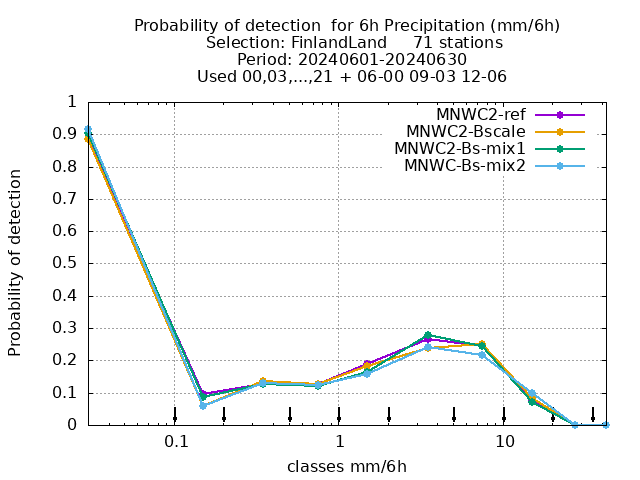 Probability of detection  for 6h Precipitation (mm/6h)
Selection: FinlandLand     71 stations
Period: 20240601-20240630
Used 00,03,...,21 + 06-00 09-03 12-06
MNWC2-ref
MNWC2-Bscale
MNWC2-Bs-mix1
MNWC-Bs-mix2
Probability of detection
1
0.9
0.8
0.7
0.6
0.5
0.4
0.3
0.2
0.1
0
0.1 1 10
classes mm/6h